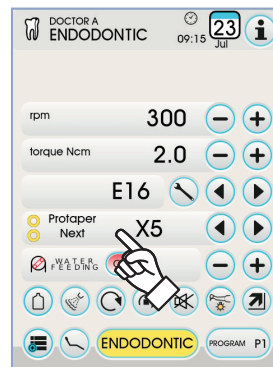 DOCTOR A
ENDODONTIC
09:15
23
Jul
i
rpm 300 - +
torque Ncm 2.0 - +
E16
Protaper
Next X5
WATER
FEEDING - +
ENDODONTIC PROGRAM P1